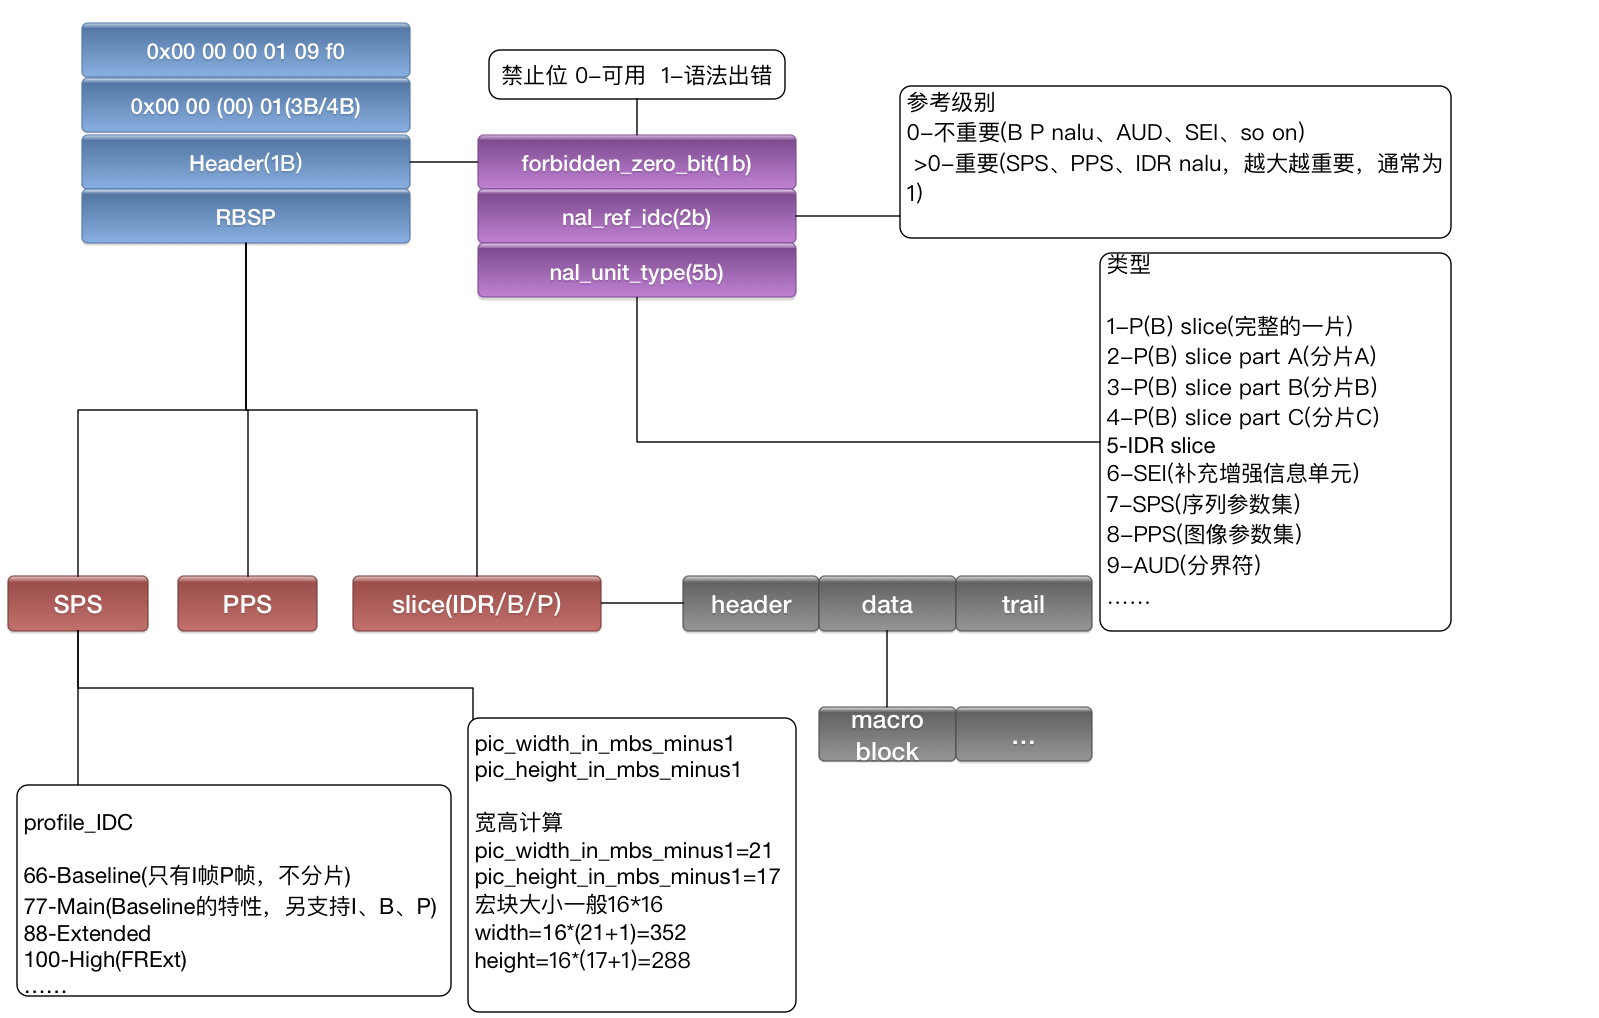 0x00 00 00 01 09 f0
0x00 00 (00) 01(3B/4B)
Header(1B)
RBSP
禁止位 0-可用  1-语法出错
forbidden_zero_bit(1b)
nal_ref_idc(2b)
nal_unit_type(5b)
参考级别
0-不重要(B P nalu、AUD、SEI、so on)
>0-重要(SPS、PPS、IDR nalu，越大越重要，通常为
1)
类型
1-P(B) slice(完整的一片)
2-P(B) slice part A(分片A)
3-P(B) slice part B(分片B)
4-P(B) slice part C(分片C)
5-IDR slice
6-SEI(补充增强信息单元)
7-SPS(序列参数集)
8-PPS(图像参数集)
9-AUD(分界符)
……
SPS
PPS
slice(IDR/B/P)
header
data
trail
macro
block
...
profile_IDC
66-Baseline(只有I帧P帧，不分片)
77-Main(Baseline的特性，另支持I、B、P)
88-Extended
100-High(FRExt)
……
pic_width_in_mbs_minus1
pic_height_in_mbs_minus1
宽高计算
pic_width_in_mbs_minus1=21
pic_height_in_mbs_minus1=17
宏块大小一般16*16
width=16*(21+1)=352
height=16*(17+1)=288